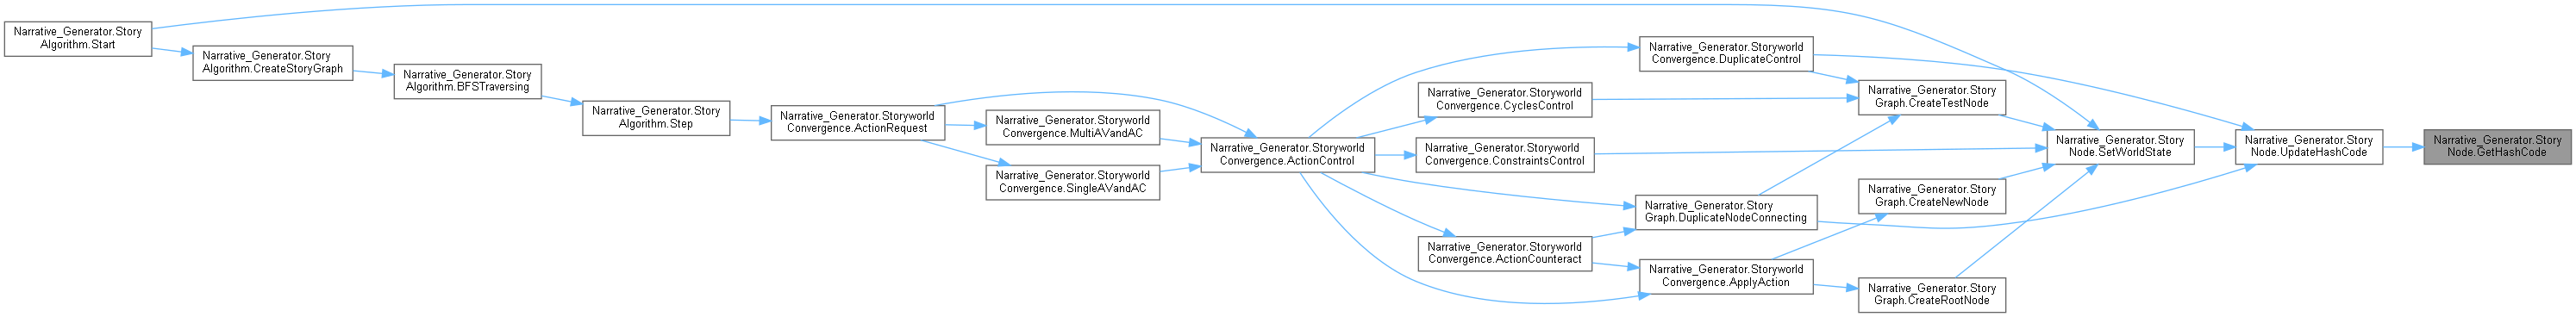 Narrative_Generator.Story
Algorithm.Start
Narrative_Generator.Story
Algorithm.CreateStoryGraph
Narrative_Generator.Story
Algorithm.BFSTraversing
Narrative_Generator.Story
Algorithm.Step
Narrative_Generator.Storyworld
Convergence.ActionRequest
Narrative_Generator.Storyworld
Convergence.MultiAVandAC
Narrative_Generator.Storyworld
Convergence.SingleAVandAC
Narrative_Generator.Storyworld
Convergence.ActionControl
Narrative_Generator.Storyworld
Convergence.CyclesControl
Narrative_Generator.Storyworld
Convergence.ConstraintsControl
Narrative_Generator.Storyworld
Convergence.ActionCounteract
Narrative_Generator.Storyworld
Convergence.DuplicateControl
Narrative_Generator.Story
Graph.DuplicateNodeConnecting
Narrative_Generator.Storyworld
Convergence.ApplyAction
Narrative_Generator.Story
Graph.CreateTestNode
Narrative_Generator.Story
Graph.CreateNewNode
Narrative_Generator.Story
Graph.CreateRootNode
Narrative_Generator.Story
Node.SetWorldState
Narrative_Generator.Story
Node.UpdateHashCode
Narrative_Generator.Story
Node.GetHashCode